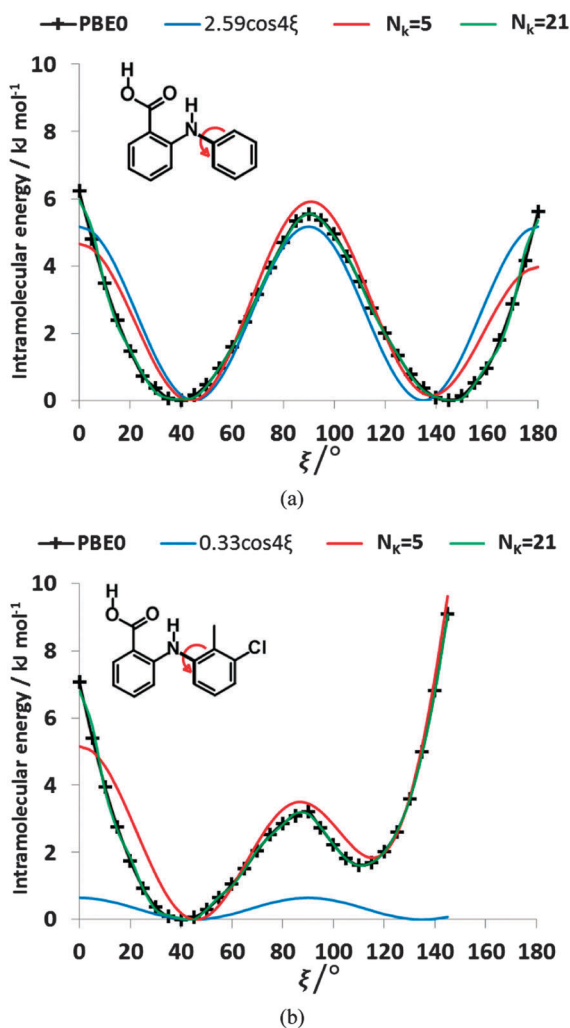 PBE0 2.59cos4ξ N_k=5 N_k=21
Intramolecular energy / kJ mol⁻¹
10
8
6
4
2
0
H
O O
H
N
0 20 40 60 80 100 120 140 160 180
ξ/°
(a)
PBE0 0.33cos4ξ N_K=5 N_K=21
Intramolecular energy / kJ mol⁻¹
10
8
6
4
2
0
H
O O
H
N Cl
0 20 40 60 80 100 120 140 160 180
ξ/°
(b)